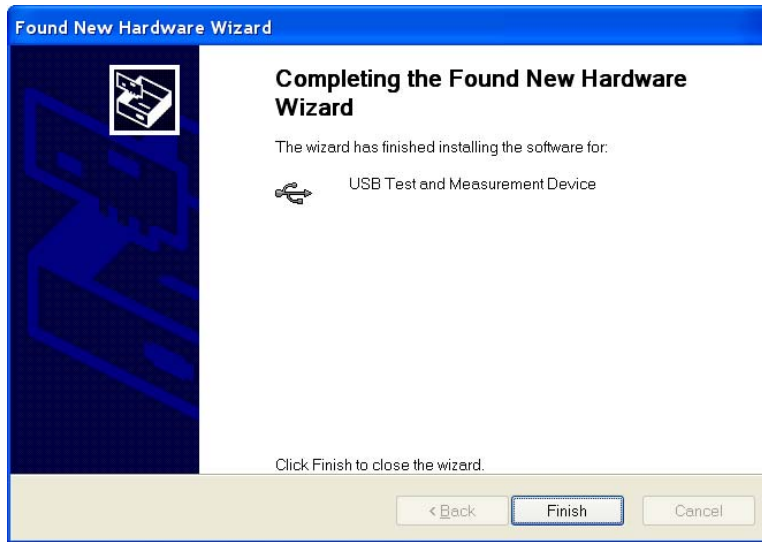 Found New Hardware Wizard
Completing the Found New Hardware
Wizard
The wizard has finished installing the software for:
USB Test and Measurement Device
Click Finish to close the wizard.
< Back
Finish
Cancel